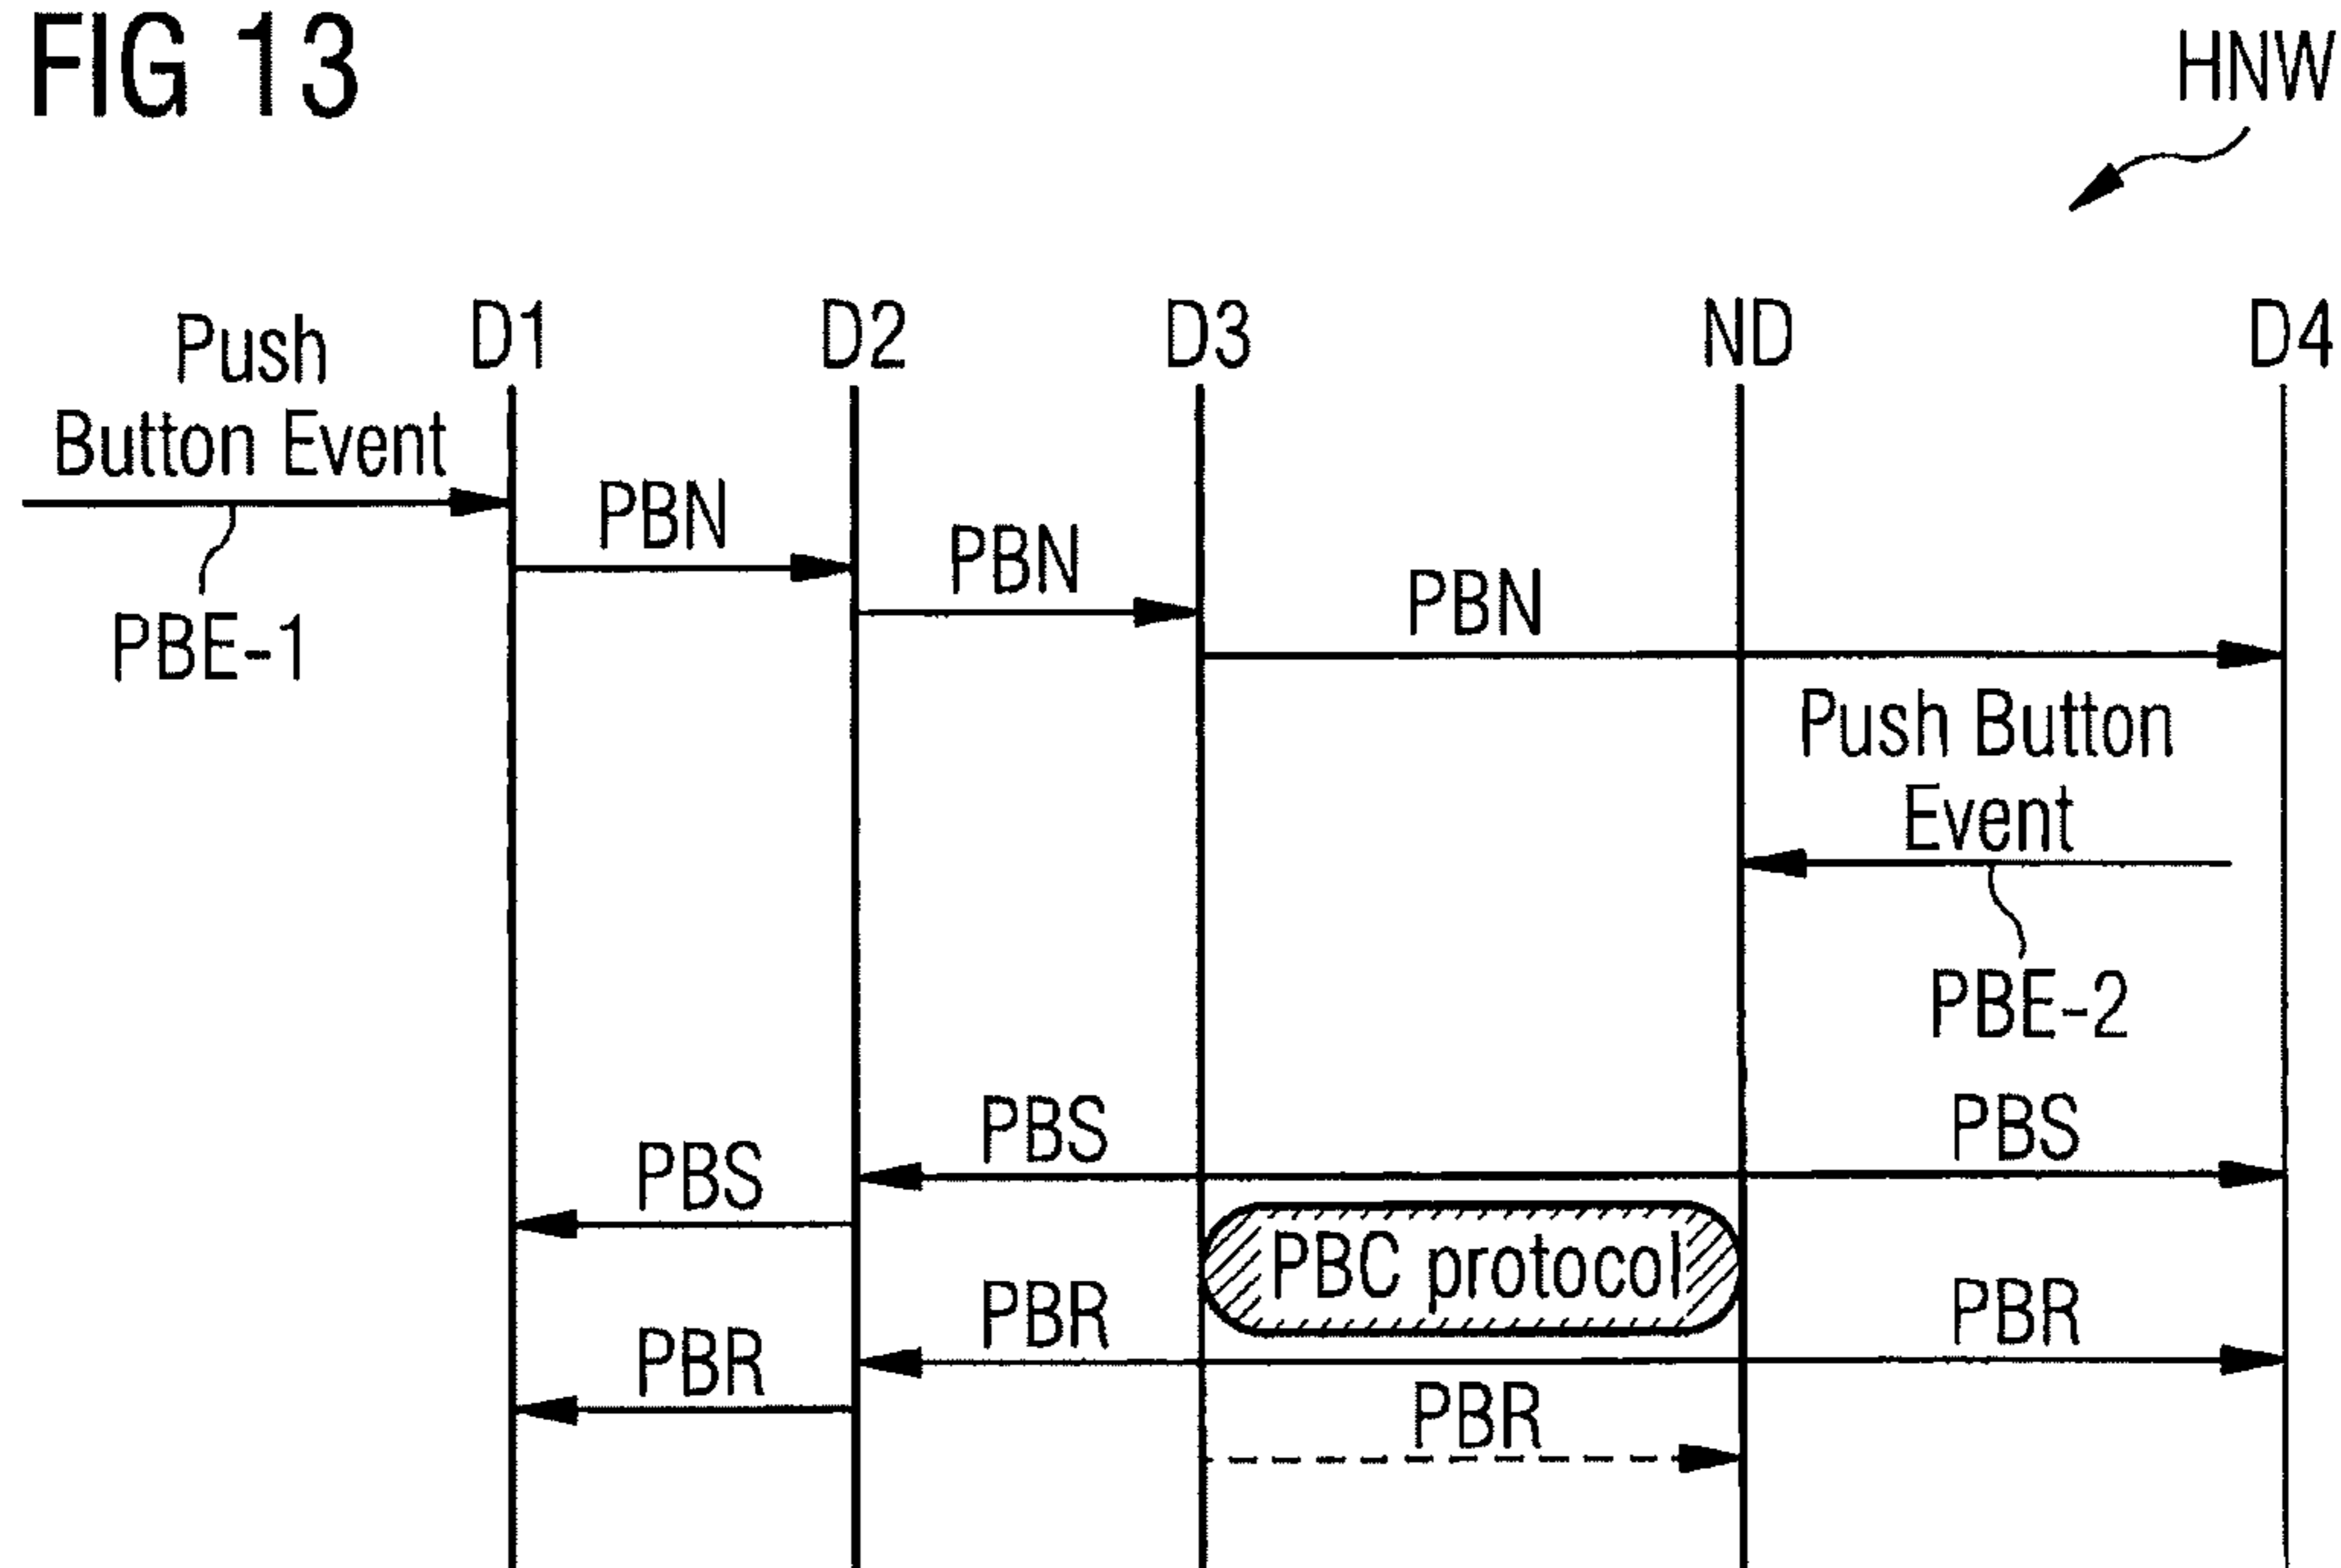 FIG 13
HNW
D1
D2
D3
ND
D4
Push
Button Event
PBN
PBN
PBN
PBE-1
Push Button
Event
PBE-2
PBS
PBS
PBS
PBC protocol
PBR
PBR
PBR
PBR